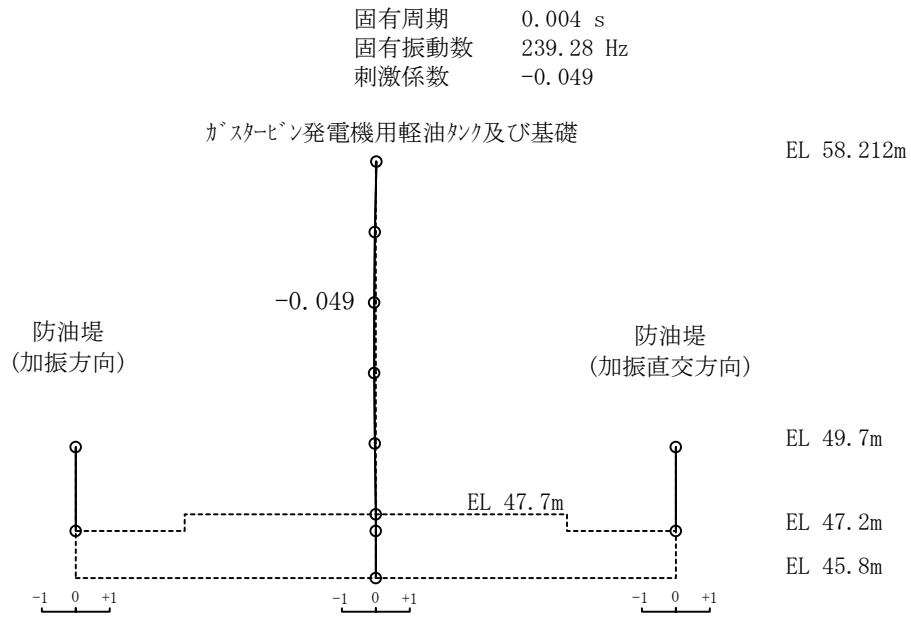 固有周期 0.004 s
固有振動数 239.28 Hz
刺激係数 -0.049
ｶﾞｽﾀｰﾋﾞﾝ発電機用軽油ﾀﾝｸ及び基礎
EL 58.212m
-0.049
防油堤
(加振方向)
防油堤
(加振直交方向)
EL 49.7m
EL 47.7m
EL 47.2m
EL 45.8m
-1 0 +1
-1 0 +1
-1 0 +1